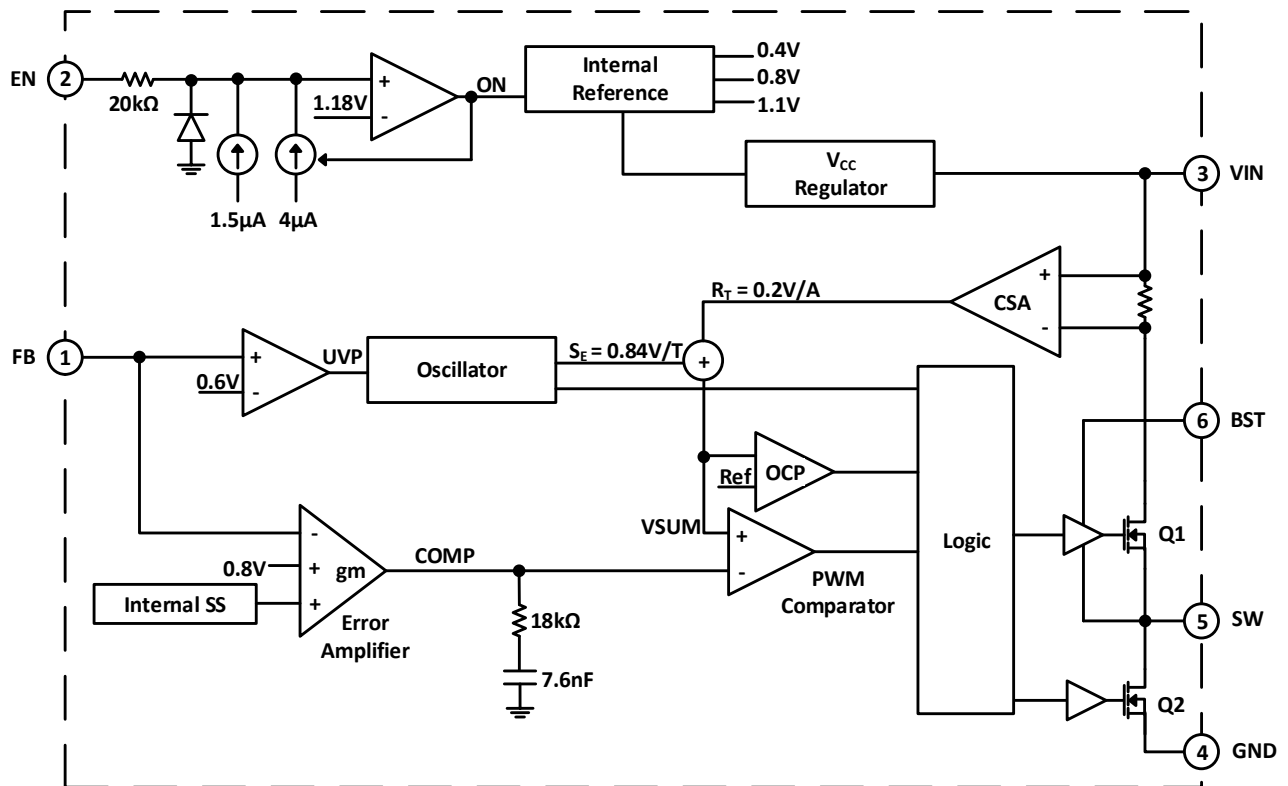 EN
2
20kΩ
1.5µA
4µA
+
-
1.18V
ON
Internal
Reference
0.4V
0.8V
1.1V
VCC
Regulator
3
VIN
+
-
CSA
RT = 0.2V/A
FB
1
+
-
0.6V
UVP
Oscillator
SE = 0.84V/T
+
6
BST
OCP
Ref
VSUM
+
-
PWM
Comparator
Logic
Q1
-
+
+
0.8V
gm
COMP
Internal SS
Error
Amplifier
18kΩ
7.6nF
5
SW
Q2
4
GND